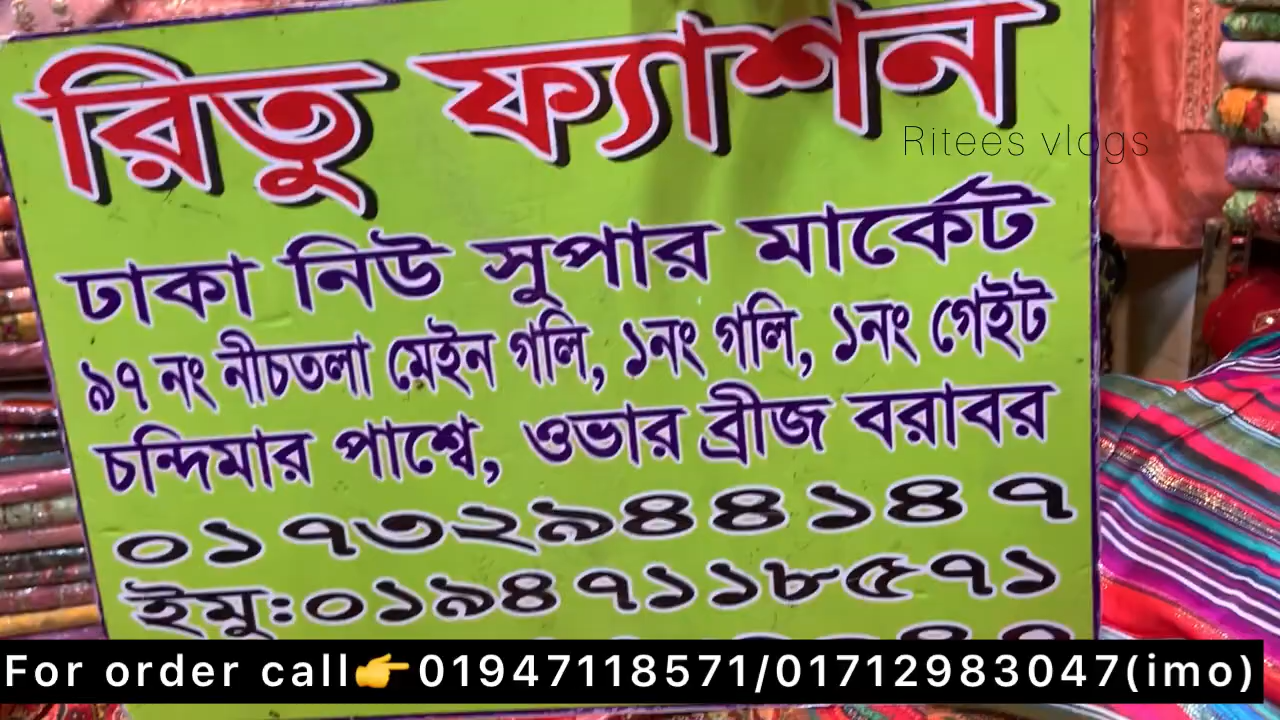 রিতু ফ্যাশন
Ritees vlogs
ঢাকা নিউ সুপার মার্কেট
৯৭ নং নীচতলা মেইন গলি, ১নং গলি, ১নং গেইট
চন্দিমার পাশ্বে, ওভার ব্রীজ বরাবর
০১৭৩২৯৪৪১৪৭
ইমু:০১৯৪৭১১৮৫৭১
For order call👉01947118571/01712983047(imo)